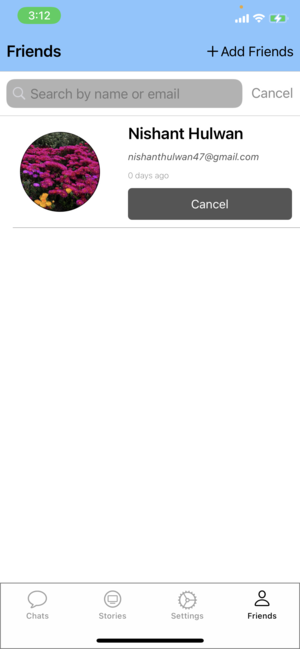 3:12
Friends
+ Add Friends
Search by name or email
Cancel
Nishant Hulwan
nishanthulwan47@gmail.com
0 days ago
Cancel
Chats
Stories
Settings
Friends